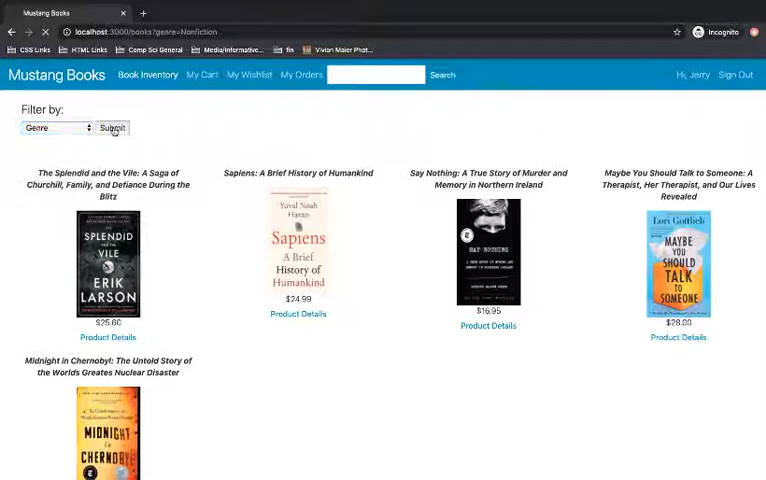 Mustang Books
localhost:3000/books?genre=Nonfiction
Incognito
CSS Links HTML Links Comp Sci General Media/Informative... fin Vivian Maier Phot...
Mustang Books Book Inventory My Cart My Wishlist My Orders Search Hi, Jerry Sign Out
Filter by:
Genre Submit
The Splendid and the Vile: A Saga of
Churchill, Family, and Defiance During the
Blitz
THE
SPLENDID
AND THE
VILE
ERIK
LARSON
$25.60
Product Details
Sapiens: A Brief History of Humankind
Yuval Noah
Harari
Sapiens
A Brief
History of
Humankind
$24.99
Product Details
Say Nothing: A True Story of Murder and
Memory in Northern Ireland
SAY NOTHING
$16.95
Product Details
Maybe You Should Talk to Someone: A
Therapist, Her Therapist, and Our Lives
Revealed
Lori Gottlieb
MAYBE
YOU
SHOULD
TALK
TO
SOMEONE
$28.00
Product Details
Midnight in Chernobyl: The Untold Story of
the Worlds Greates Nuclear Disaster
MIDNIGHT
in
CHERNOBYL